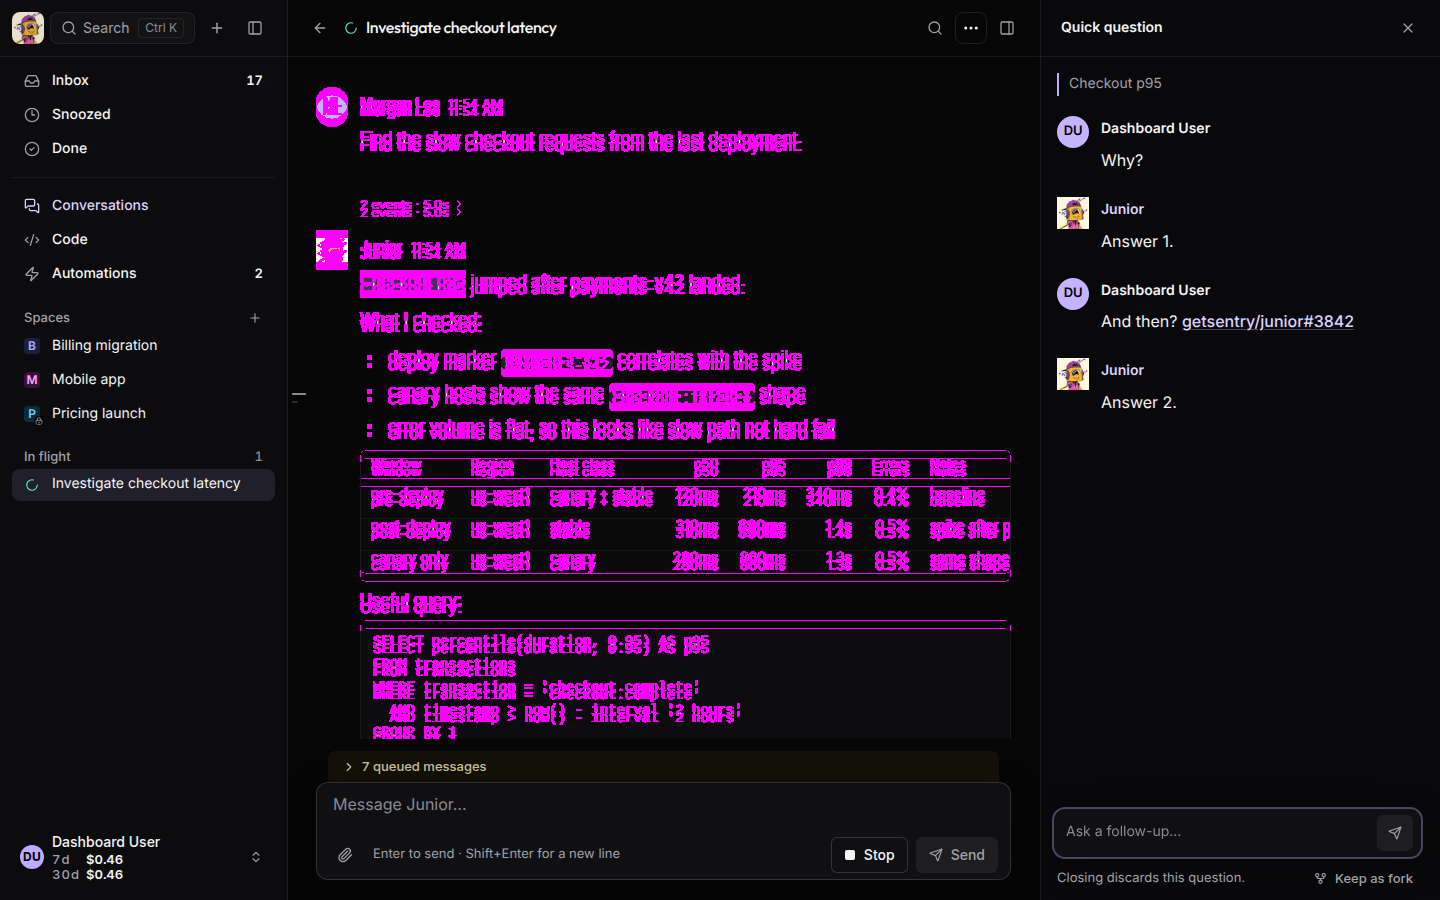 Search Ctrl K
Inbox 17
Snoozed
Done
Conversations
Code
Automations 2
Spaces
B Billing migration
M Mobile app
P Pricing launch
In flight 1
Investigate checkout latency
DU Dashboard User
7d $0.46
30d $0.46
Investigate checkout latency
Morgan Lee 11:54 AM
Find the slow checkout requests from the last deployment.
2 events · 5.0s
Junior 11:54 AM
jumped after payments-v42 landed.
What I checked:
deploy marker correlates with the spike
canary hosts show the same shape
error volume is flat, so this looks like slow path not hard fail
Window Region Host class p50 p95 p99 Errors Notes
pre-deploy us-west1 canary + stable 120ms 210ms 340ms 0.4% baseline
post-deploy us-west1 stable 310ms 890ms 1.4s 0.5% spike after p
canary only us-west1 canary 1.3s 0.5% same shape
Useful query:
SELECT percentile(duration, 0.95) AS p95
FROM transactions
WHERE transaction = 'checkout.complete'
AND timestamp > now() - interval '2 hours'
GROUP BY 1
7 queued messages
Message Junior...
Enter to send · Shift+Enter for a new line
Stop
Send
Quick question
Checkout p95
DU Dashboard User
Why?
Junior
Answer 1.
DU Dashboard User
And then? getsentry/junior#3842
Junior
Answer 2.
Ask a follow-up...
Closing discards this question.
Keep as fork